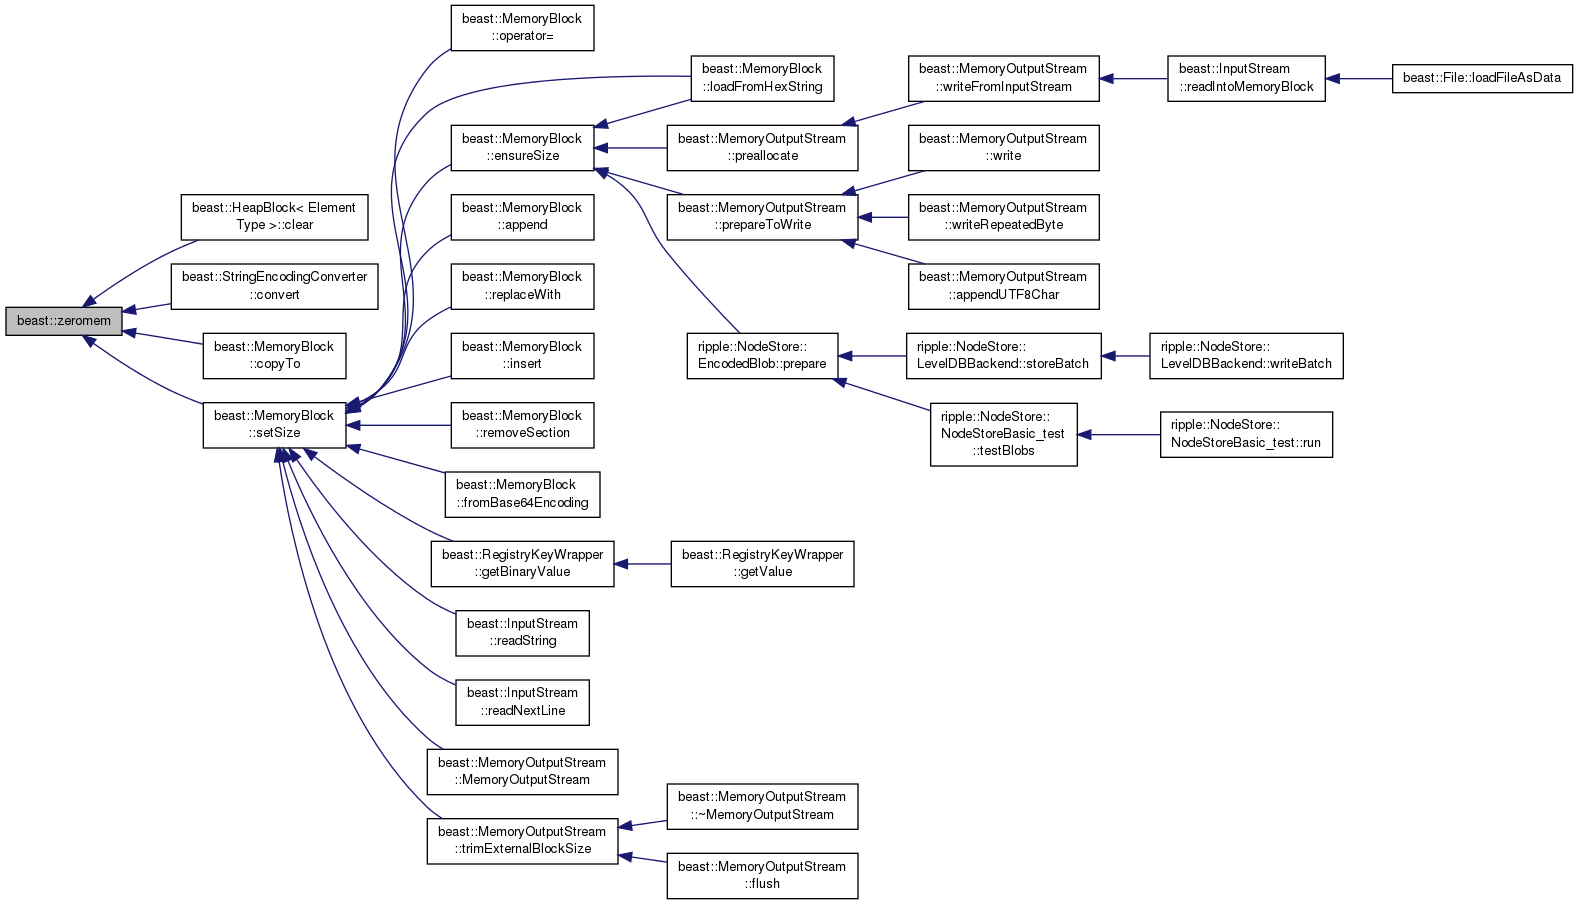 beast::zeromem
beast::HeapBlock< Element
Type >::clear
beast::StringEncodingConverter
::convert
beast::MemoryBlock
::copyTo
beast::MemoryBlock
::setSize
beast::MemoryBlock
::operator=
beast::MemoryBlock
::loadFromHexString
beast::MemoryBlock
::ensureSize
beast::MemoryBlock
::append
beast::MemoryBlock
::replaceWith
beast::MemoryBlock
::insert
beast::MemoryBlock
::removeSection
beast::MemoryBlock
::fromBase64Encoding
beast::RegistryKeyWrapper
::getBinaryValue
beast::InputStream
::readString
beast::InputStream
::readNextLine
beast::MemoryOutputStream
::MemoryOutputStream
beast::MemoryOutputStream
::trimExternalBlockSize
beast::MemoryOutputStream
::preallocate
beast::MemoryOutputStream
::prepareToWrite
ripple::NodeStore::
EncodedBlob::prepare
beast::RegistryKeyWrapper
::getValue
beast::MemoryOutputStream
::~MemoryOutputStream
beast::MemoryOutputStream
::flush
beast::MemoryOutputStream
::writeFromInputStream
beast::MemoryOutputStream
::write
beast::MemoryOutputStream
::writeRepeatedByte
beast::MemoryOutputStream
::appendUTF8Char
ripple::NodeStore::
LevelDBBackend::storeBatch
ripple::NodeStore::
NodeStoreBasic_test
::testBlobs
beast::InputStream
::readIntoMemoryBlock
ripple::NodeStore::
LevelDBBackend::writeBatch
ripple::NodeStore::
NodeStoreBasic_test::run
beast::File::loadFileAsData